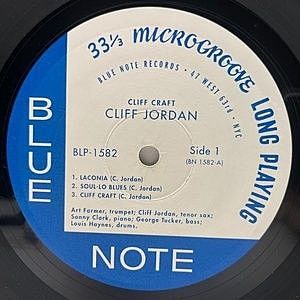 33⅓ MICROGROOVE LONG PLAYING
BLUE NOTE RECORDS • 47 WEST 63rd • NYC
CLIFF CRAFT
CLIFF JORDAN
BLP-1582 Side 1
(BN 1582-A)
1. LACONIA (C. Jordan)
2. SOUL-LO BLUES (C. Jordan)
3. CLIFF CRAFT (C. Jordan)
Art Farmer, trumpet; Cliff Jordan, tenor sax;
Sonny Clark, piano; George Tucker, bass;
Louis Haynes, drums.
BLUE
NOTE